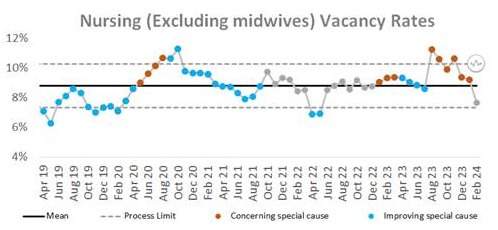 Nursing (Excluding midwives) Vacancy Rates
12%
10%
8%
6%
4%
Apr 19
Jun 19
Aug 19
Oct 19
Dec 19
Feb 20
Apr 20
Jun 20
Aug 20
Oct 20
Dec 20
Feb 21
Apr 21
Jun 21
Aug 21
Oct 21
Dec 21
Feb 22
Apr 22
Jun 22
Aug 22
Oct 22
Dec 22
Feb 23
Apr 23
Jun 23
Aug 23
Oct 23
Dec 23
Feb 24
Mean
Process Limit
Concerning special cause
Improving special cause